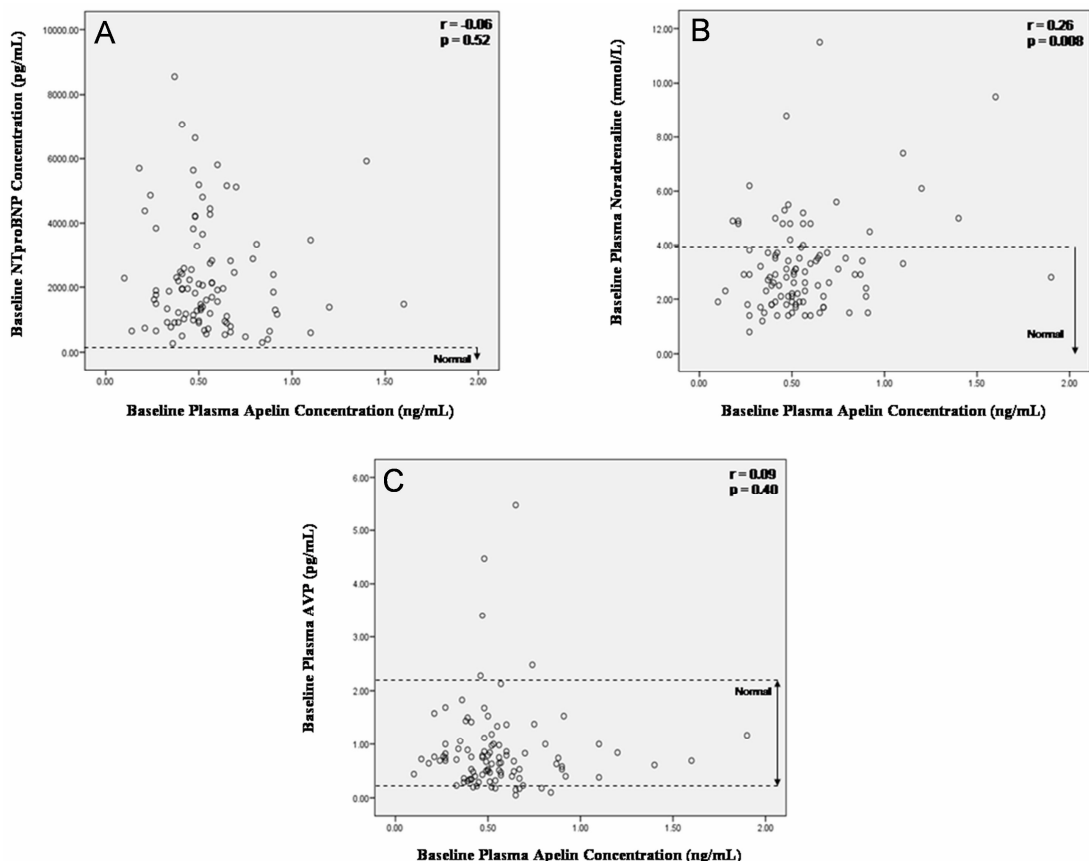 A
r = -0.06
p = 0.52
Baseline NTproBNP Concentration (pg/mL)
10000.00
8000.00
6000.00
4000.00
2000.00
0.00
Normal
0.00 0.50 1.00 1.50 2.00
Baseline Plasma Apelin Concentration (ng/mL)
B
r = 0.26
p = 0.008
Baseline Plasma Noradrenaline (mmol/L)
12.00
10.00
8.00
6.00
4.00
2.00
0.00
Normal
0.00 0.50 1.00 1.50 2.00
Baseline Plasma Apelin Concentration (ng/mL)
C
r = 0.09
p = 0.40
Baseline Plasma AVP (pg/mL)
6.00
5.00
4.00
3.00
2.00
1.00
0.00
Normal
0.00 0.50 1.00 1.50 2.00
Baseline Plasma Apelin Concentration (ng/mL)